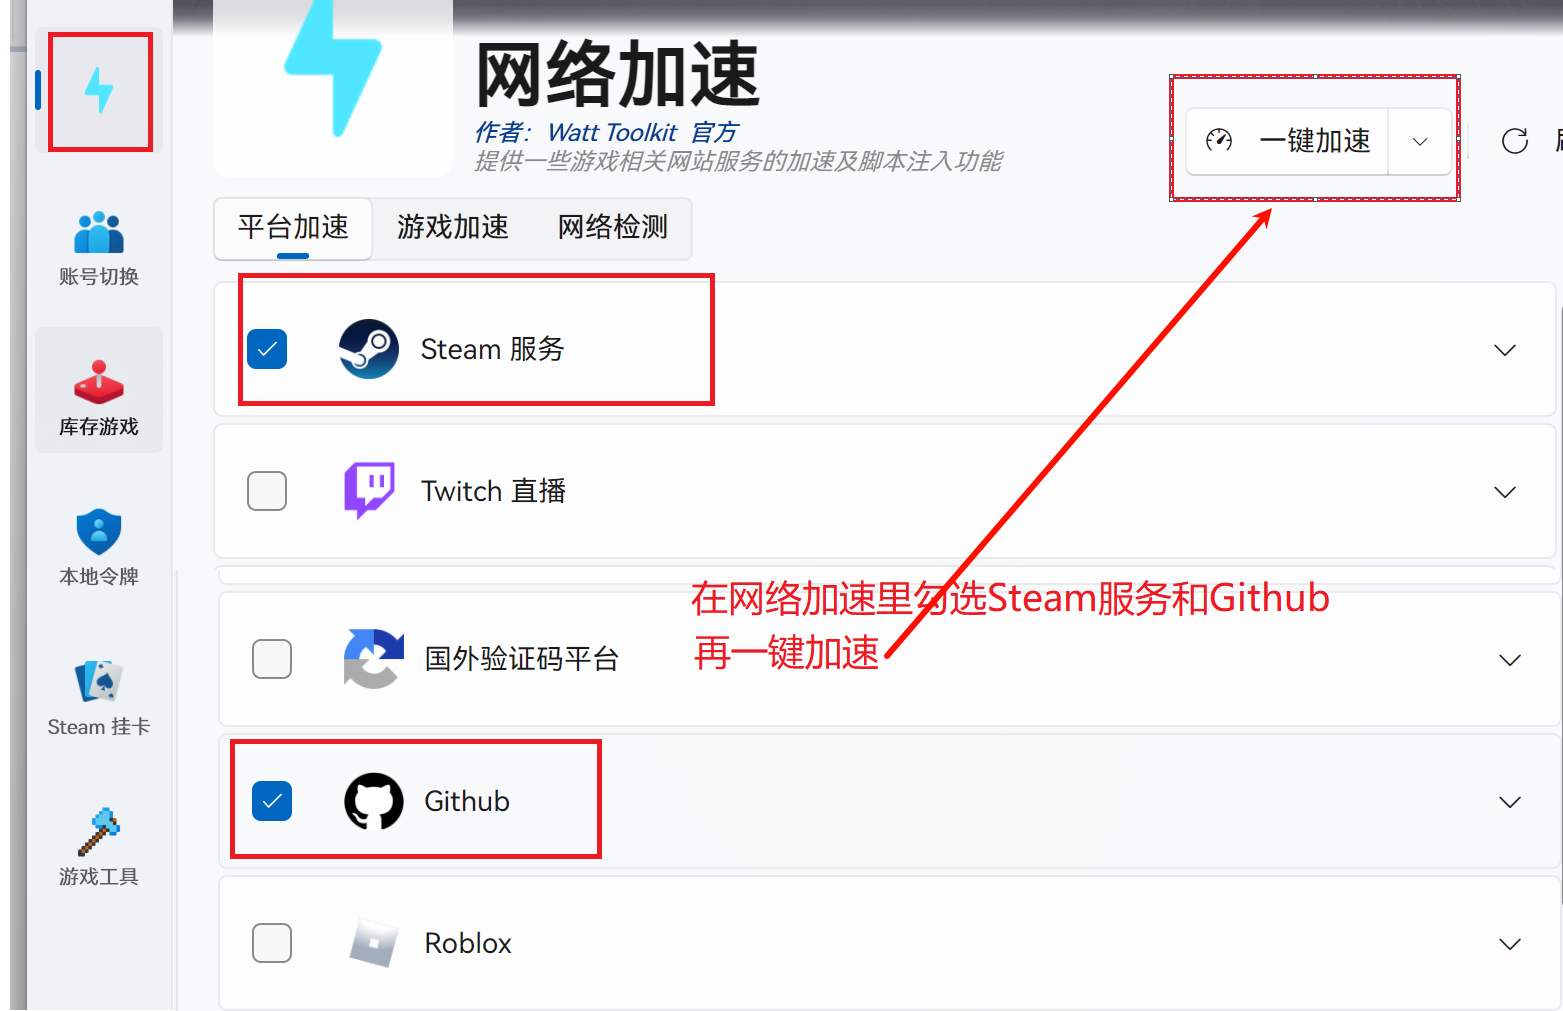 网络加速
作者：Watt Toolkit 官方
提供一些游戏相关网站服务的加速及脚本注入功能
一键加速
平台加速
游戏加速
网络检测
账号切换
库存游戏
本地令牌
Steam 挂卡
游戏工具
Steam 服务
Twitch 直播
在网络加速里勾选Steam服务和Github
再一键加速
国外验证码平台
Github
Roblox